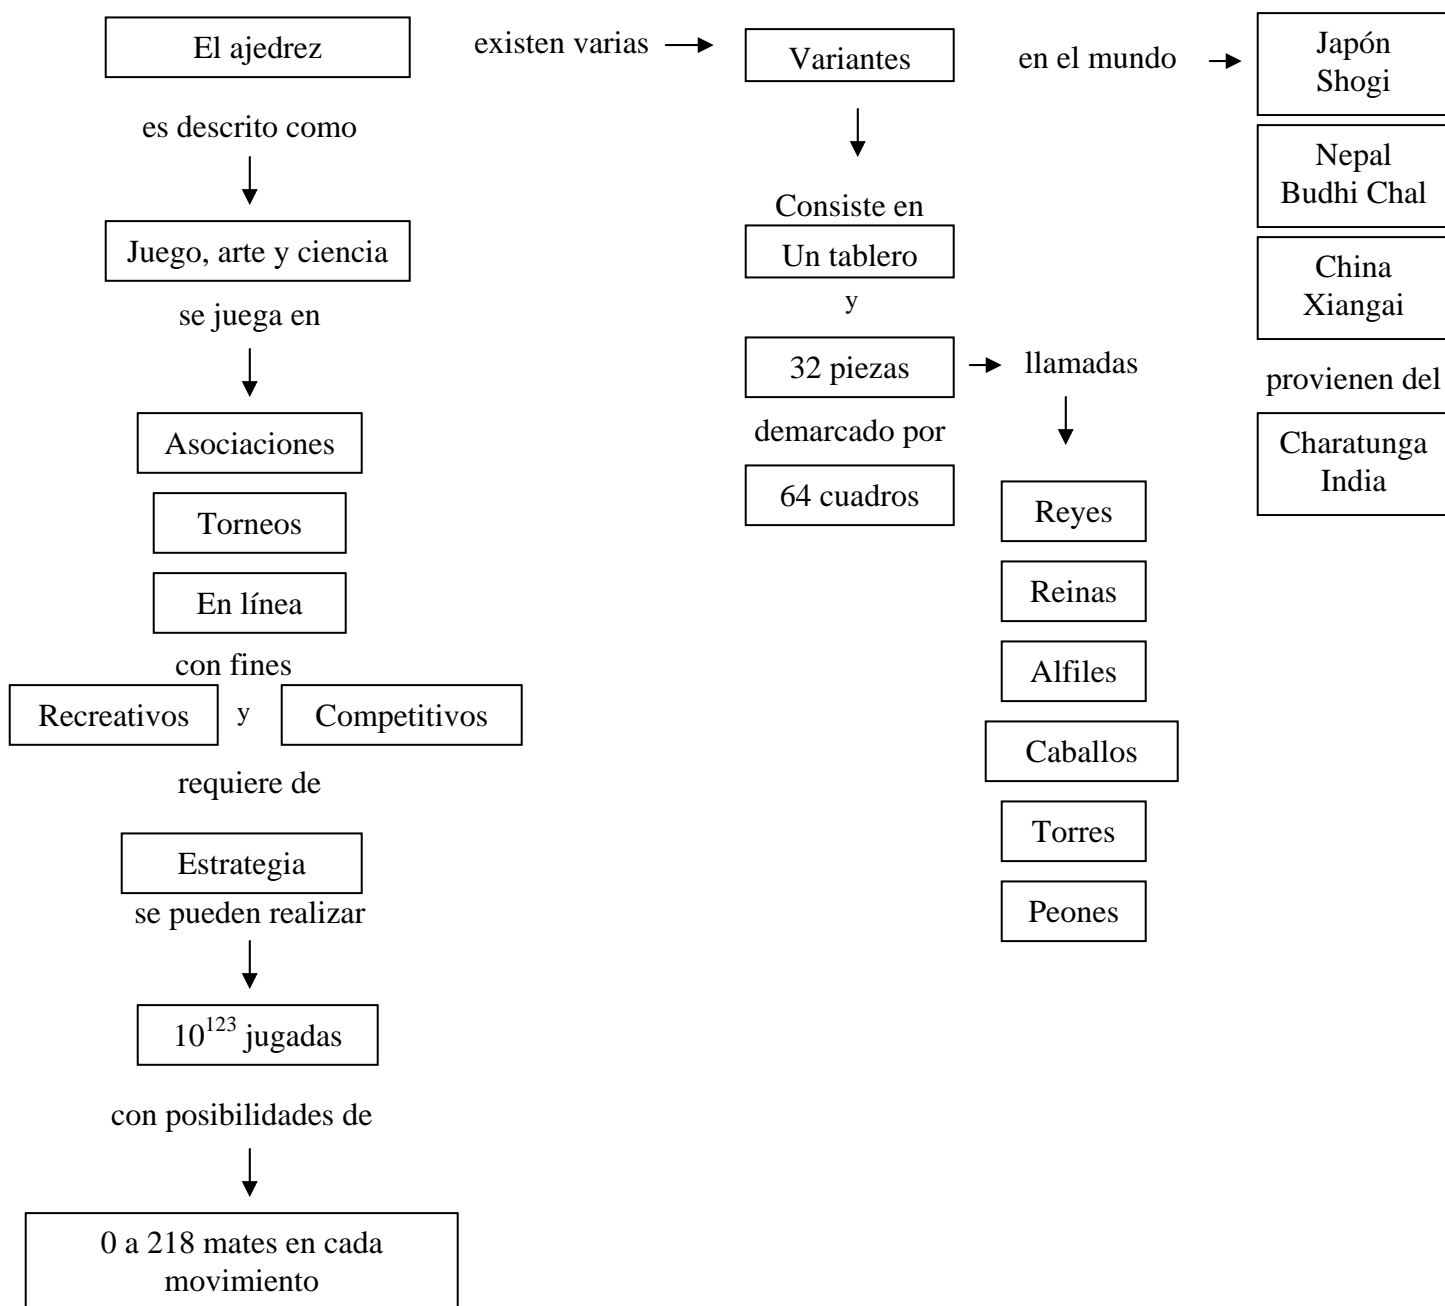 El ajedrez
es descrito como
Juego, arte y ciencia
se juega en
Asociaciones
Torneos
En línea
con fines
Recreativos y Competitivos
requiere de
Estrategia
se pueden realizar
10¹²³ jugadas
con posibilidades de
0 a 218 mates en cada
movimiento
existen varias
Variantes
Consiste en
Un tablero
y
32 piezas
demarcado por
64 cuadros
llamadas
Reyes
Reinas
Alfiles
Caballos
Torres
Peones
en el mundo
Japón
Shogi
Nepal
Budhi Chal
China
Xiangai
provienen del
Charatunga
India